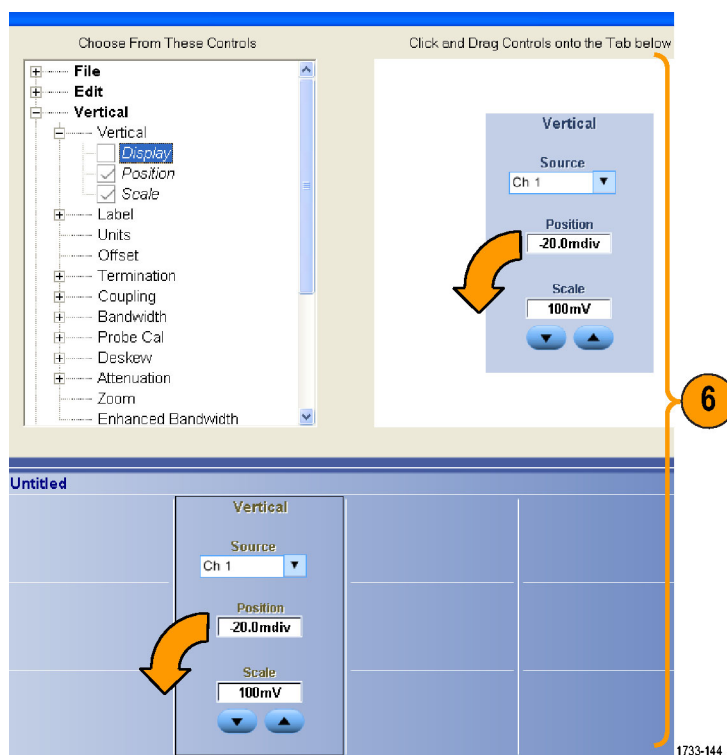 Choose From These Controls
Click and Drag Controls onto the Tab below
File
Edit
Vertical
Vertical
Display
Position
Scale
Label
Units
Offset
Termination
Coupling
Bandwidth
Probe Cal
Deskew
Attenuation
Zoom
Enhanced Bandwidth
Vertical
Source
Ch 1
Position
-20.0mdiv
Scale
100mV
6
Untitled
Vertical
Source
Ch 1
Position
-20.0mdiv
Scale
100mV
1733-144